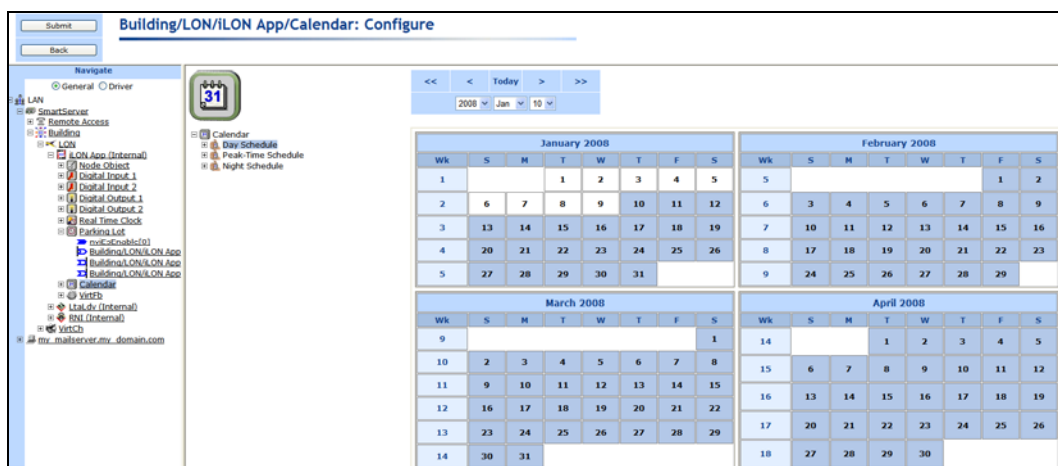 Submit
Building/LON/iLON App/Calendar: Configure
Back
Navigate
General Driver
LAN
SmartServer
Remote Access
Building
LON
iLON App (Internal)
Node Object
Digital Input 1
Digital Input 2
Digital Output 1
Digital Output 2
Real Time Clock
Parking Lot
Building/LON/iLON App
Building/LON/iLON App
Building/LON/iLON App
Calendar
VirtFb
LtaLdv (Internal)
RNI (Internal)
VirtCh
my_mailserver.my_domain.com
31
Calendar
Day Schedule
Peak-Time Schedule
Night Schedule
<< < Today > >>
2008 Jan 10
January 2008
Wk S M T W T F S
1 1 2 3 4 5
2 6 7 8 9 10 11 12
3 13 14 15 16 17 18 19
4 20 21 22 23 24 25 26
5 27 28 29 30 31
February 2008
Wk S M T W T F S
5 1 2
6 3 4 5 6 7 8 9
7 10 11 12 13 14 15 16
8 17 18 19 20 21 22 23
9 24 25 26 27 28 29
March 2008
Wk S M T W T F S
9 1
10 2 3 4 5 6 7 8
11 9 10 11 12 13 14 15
12 16 17 18 19 20 21 22
13 23 24 25 26 27 28 29
14 30 31
April 2008
Wk S M T W T F S
14 1 2 3 4 5
15 6 7 8 9 10 11 12
16 13 14 15 16 17 18 19
17 20 21 22 23 24 25 26
18 27 28 29 30